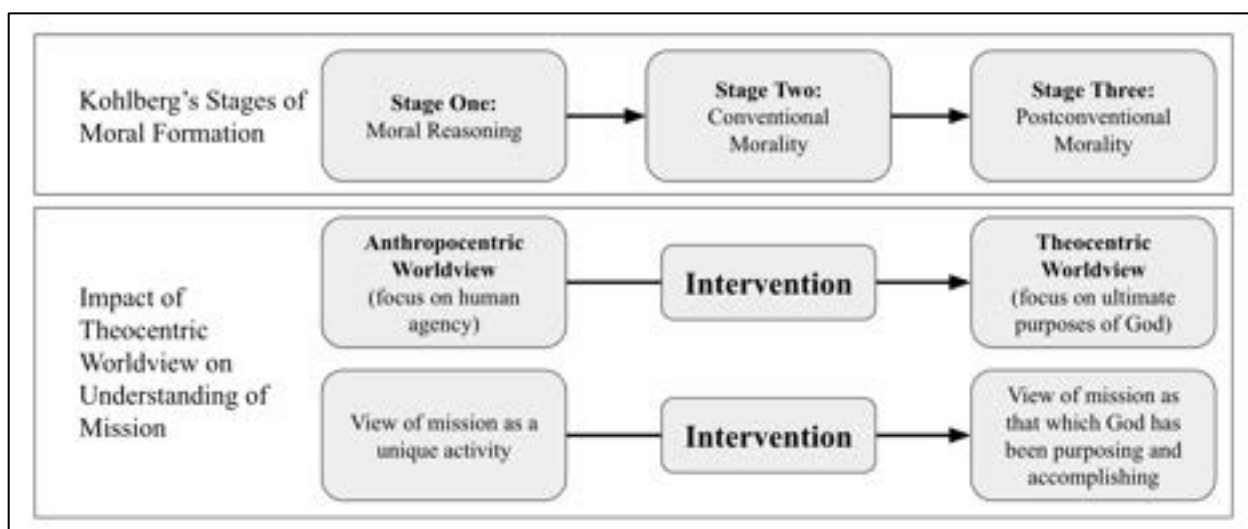 Kohlberg's Stages of
Moral Formation
Stage One:
Moral Reasoning
Stage Two:
Conventional
Morality
Stage Three:
Postconventional
Morality
Impact of
Theocentric
Worldview on
Understanding of
Mission
Anthropocentric
Worldview
(focus on human
agency)
Intervention
Theocentric
Worldview
(focus on ultimate
purposes of God)
View of mission as a
unique activity
Intervention
View of mission as
that which God has
been purposing and
accomplishing